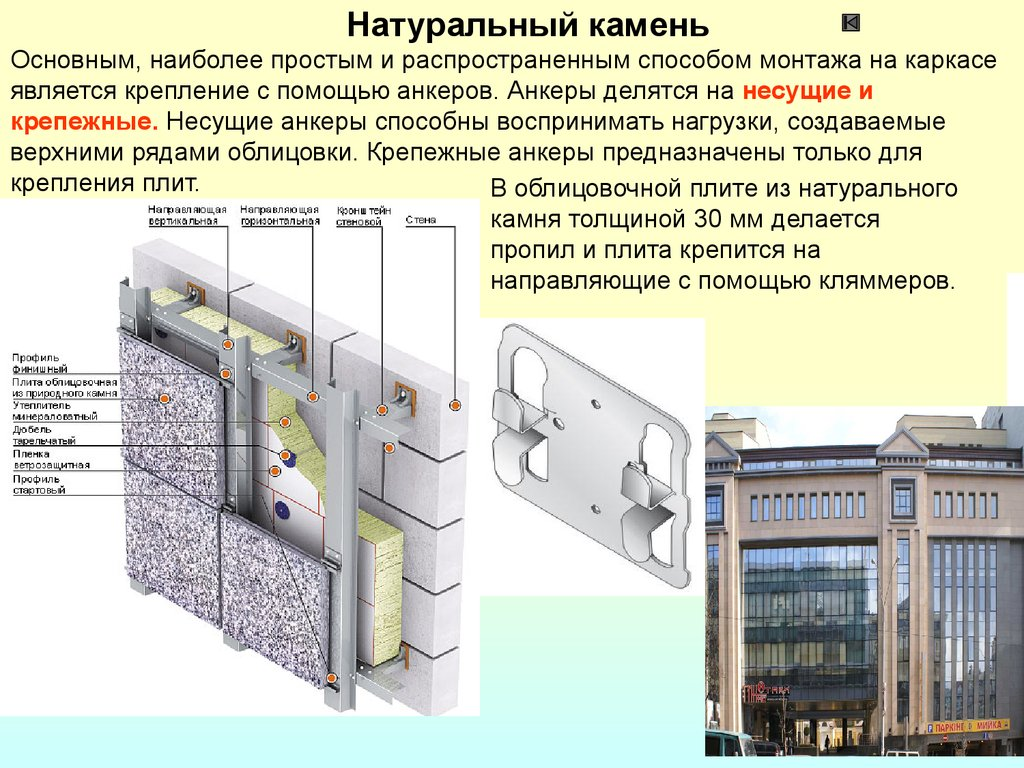 Натуральный камень
Основным, наиболее простым и распространенным способом монтажа на каркасе
является крепление с помощью анкеров. Анкеры делятся на несущие и
крепежные. Несущие анкеры способны воспринимать нагрузки, создаваемые
верхними рядами облицовки. Крепежные анкеры предназначены только для
крепления плит.
В облицовочной плите из натурального
камня толщиной 30 мм делается
пропил и плита крепится на
направляющие с помощью кляммеров.
Направляющая
вертикальная
Направляющая
горизонтальная
Кронштейн
стеновой
Стена
Профиль
финишный
Плита облицовочная
из природного камня
Утеплитель
минераловатный
Дюбель
тарельчатый
Пленка
ветрозащитная
Профиль
стартовый
P ПАРКІНГ МИЙКА